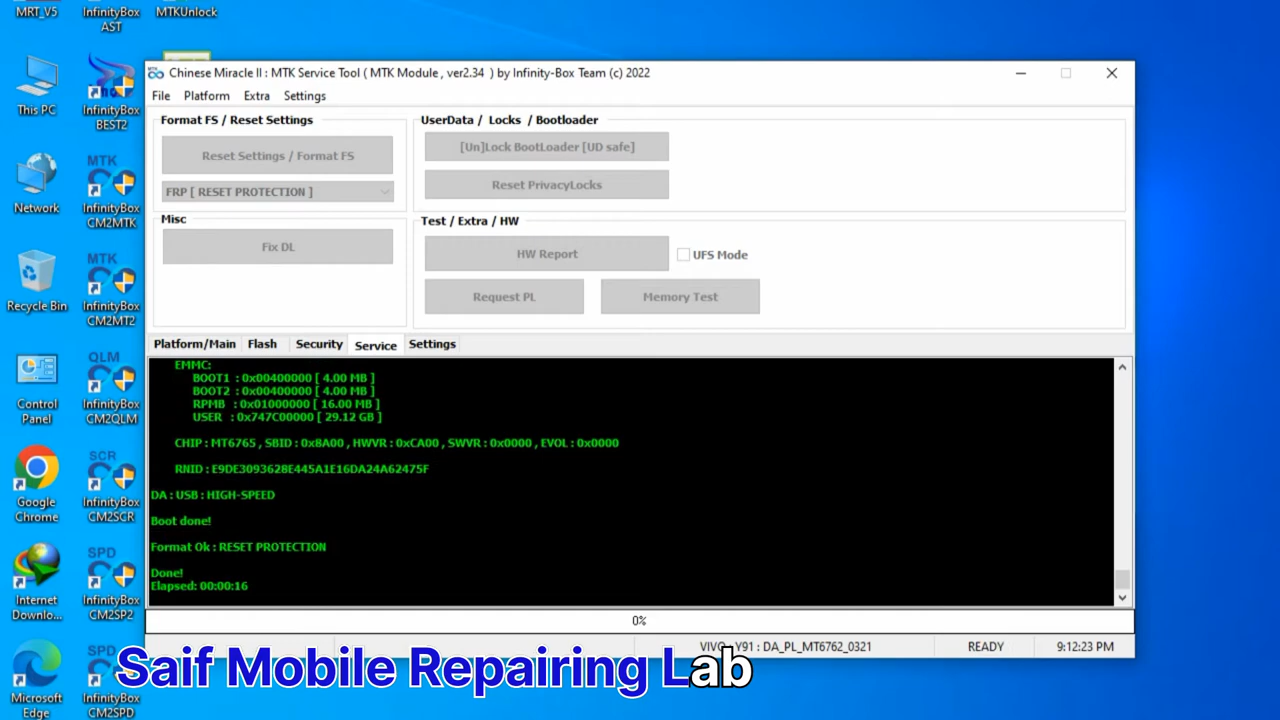 MRT_V5
InfinityBox
AST
MTKUnlock
This PC
InfinityBox
BEST2
Network
MTK
InfinityBox
CM2MTK
Recycle Bin
MTK
InfinityBox
CM2MT2
Control
Panel
QLM
InfinityBox
CM2QLM
Google
Chrome
SCR
InfinityBox
CM2SCR
Internet
Downlo...
SPD
InfinityBox
CM2SP2
Microsoft
Edge
SPD
InfinityBox
CM2SPD
Chinese Miracle II : MTK Service Tool ( MTK Module , ver2.34 ) by Infinity-Box Team (c) 2022
File Platform Extra Settings
Format FS / Reset Settings
Reset Settings / Format FS
FRP [ RESET PROTECTION ]
Misc
Fix DL
UserData / Locks / Bootloader
[Un]Lock BootLoader [UD safe]
Reset PrivacyLocks
Test / Extra / HW
HW Report
UFS Mode
Request PL
Memory Test
Platform/Main Flash Security Service Settings
EMMC:
BOOT1 : 0x00400000 [ 4.00 MB ]
BOOT2 : 0x00400000 [ 4.00 MB ]
RPMB : 0x01000000 [ 16.00 MB ]
USER : 0x747C00000 [ 29.12 GB ]
CHIP : MT6765 , SBID : 0x8A00 , HWVR : 0xCA00 , SWVR : 0x0000 , EVOL : 0x0000
RNID : E9DE3093628E445A1E16DA24A62475F
DA : USB : HIGH-SPEED
Boot done!
Format Ok : RESET PROTECTION
Done!
Elapsed: 00:00:16
0%
VIVO : Y91 : DA_PL_MT6762_0321 READY 9:12:23 PM
Saif Mobile Repairing Lab